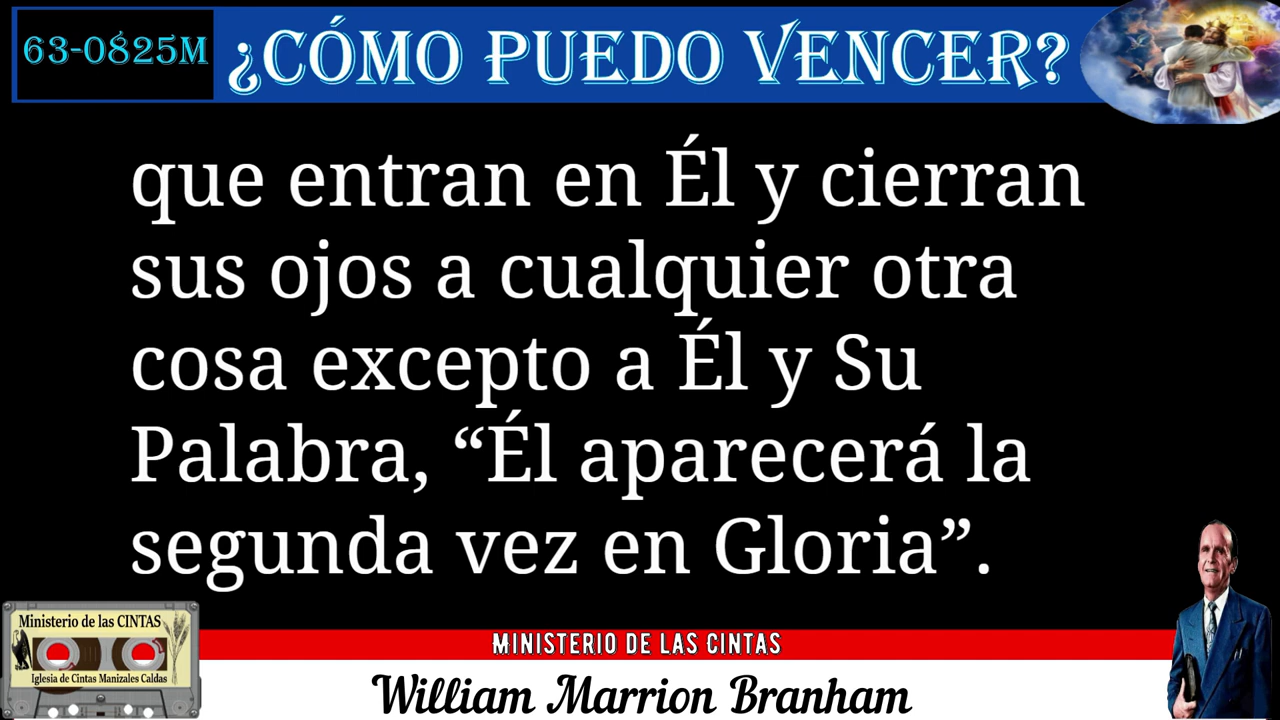 63-0825M
¿CÓMO PUEDO VENCER?
que entran en Él y cierran
sus ojos a cualquier otra
cosa excepto a Él y Su
Palabra, “Él aparecerá la
segunda vez en Gloria”.
Ministerio de las CINTAS
Iglesia de Cintas Manizales Caldas
MINISTERIO DE LAS CINTAS
William Marrion Branham